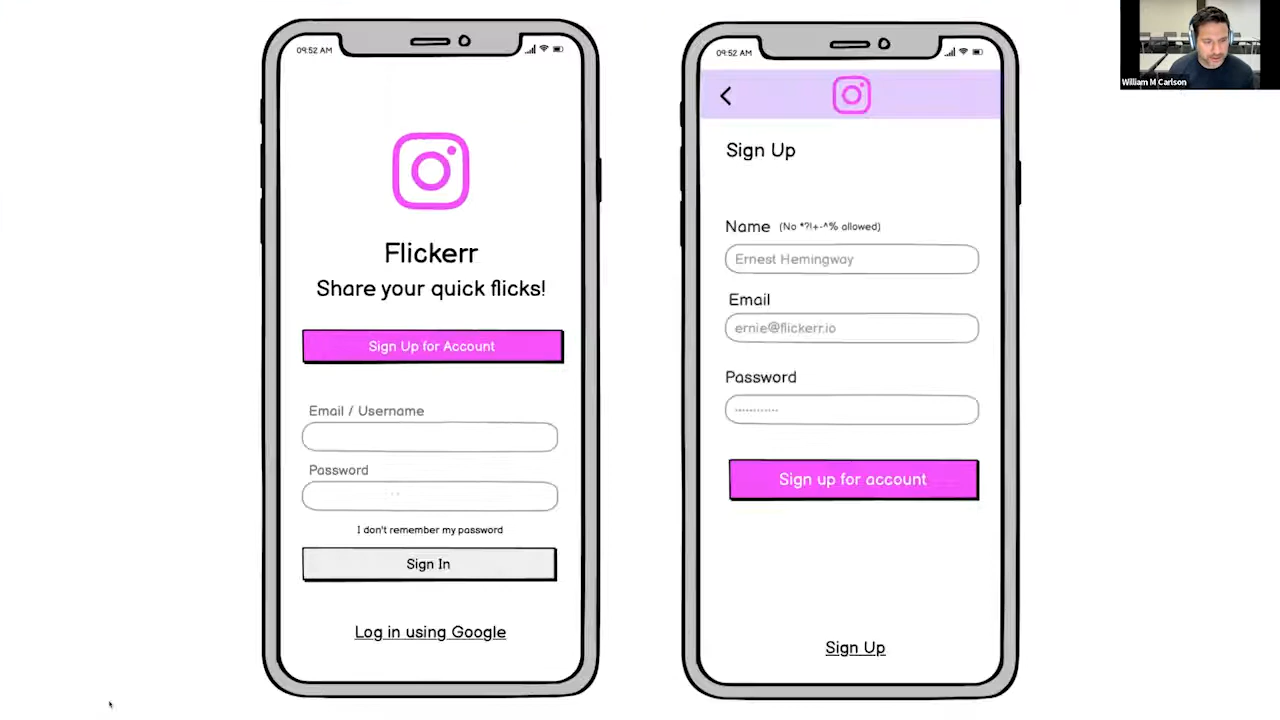 09:52 AM
Flickerr
Share your quick flicks!
Sign Up for Account
Email / Username
Password
I don't remember my password
Sign In
Log in using Google
09:52 AM
Sign Up
Name (No *?!+-^% allowed)
Ernest Hemingway
Email
ernie@flickerr.io
Password
Sign up for account
Sign Up
William M Carlson